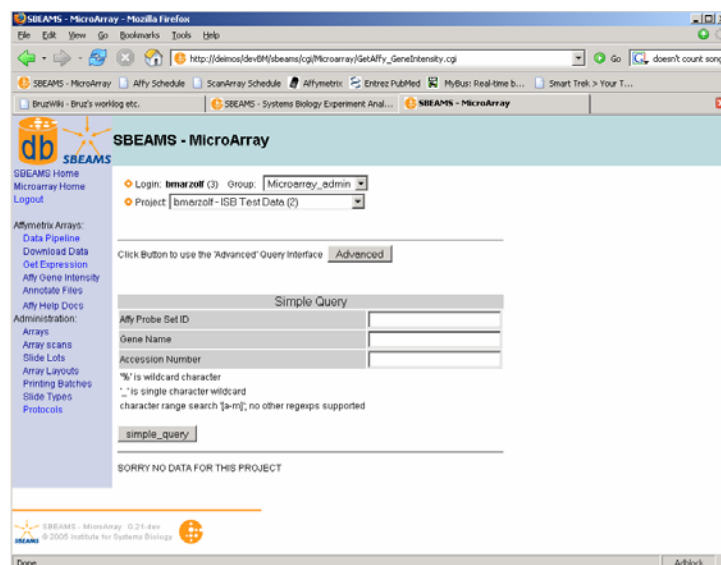 SBEAMS - MicroArray - Mozilla Firefox
File Edit View Go Bookmarks Tools Help
http://deimos/devBM/sbeams/cgi/Microarray/GetAffy_GeneIntensity.cgi Go doesn't count song
SBEAMS - MicroArray Affy Schedule ScanArray Schedule Affymetrix Entrez PubMed MyBus: Real-time b... Smart Trek > Your T...
BruzWiki - Bruz's worklog etc. SBEAMS - Systems Biology Experiment Anal... SBEAMS - MicroArray
db SBEAMS
SBEAMS - MicroArray
SBEAMS Home
Microarray Home
Logout
Affymetrix Arrays:
Data Pipeline
Download Data
Get Expression
Affy Gene Intensity
Annotate Files
Affy Help Docs
Administration:
Arrays
Array scans
Slide Lots
Array Layouts
Printing Batches
Slide Types
Protocols
Login: bmarzolf (3) Group: Microarray_admin
Project: bmarzolf - ISB Test Data (2)
Click Button to use the 'Advanced' Query Interface Advanced
Simple Query
Affy Probe Set ID
Gene Name
Accession Number
'%' is wildcard character
'_' is single character wildcard
character range search '[a-m]'; no other regexps supported
simple_query
SORRY NO DATA FOR THIS PROJECT
SBEAMS
SBEAMS - MicroArray 0.21-dev
© 2005 Institute for Systems Biology
Done Adblock